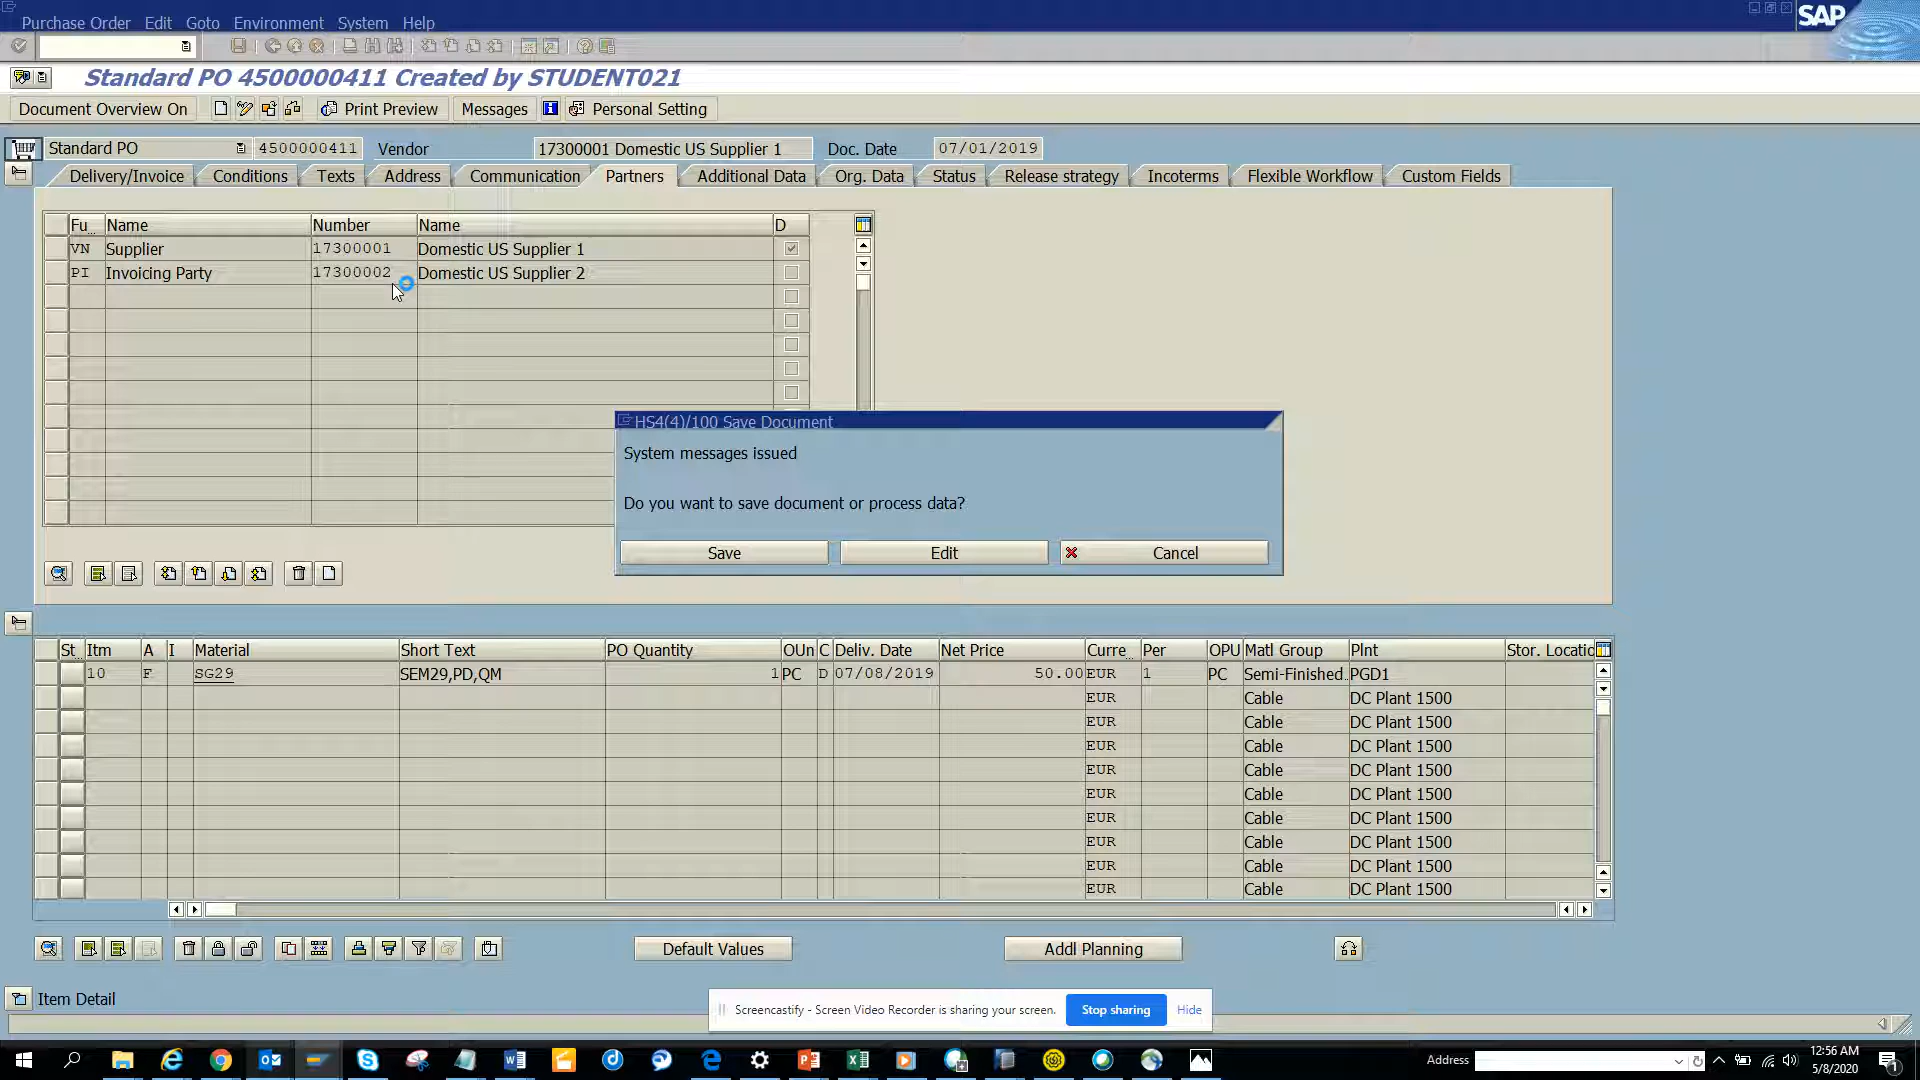 Purchase Order Edit Goto Environment System Help
SAP
Standard PO 4500000411 Created by STUDENT021
Document Overview On Print Preview Messages Personal Setting
Standard PO 4500000411 Vendor 17300001 Domestic US Supplier 1 Doc. Date 07/01/2019
Delivery/Invoice Conditions Texts Address Communication Partners Additional Data Org. Data Status Release strategy Incoterms Flexible Workflow Custom Fields
Fu... Name Number Name D
VN Supplier 17300001 Domestic US Supplier 1
PI Invoicing Party 17300002 Domestic US Supplier 2
HS4(4)/100 Save Document
System messages issued
Do you want to save document or process data?
Save Edit Cancel
St... Itm A I Material Short Text PO Quantity OUn C Deliv. Date Net Price Curre... Per OPU Matl Group Plnt Stor. Locatio
10 F SG29 SEM29,PD,QM 1 PC D 07/08/2019 50.00 EUR 1 PC Semi-Finished... PGD1
EUR Cable DC Plant 1500
EUR Cable DC Plant 1500
EUR Cable DC Plant 1500
EUR Cable DC Plant 1500
EUR Cable DC Plant 1500
EUR Cable DC Plant 1500
EUR Cable DC Plant 1500
EUR Cable DC Plant 1500
EUR Cable DC Plant 1500
Default Values Addl Planning
Item Detail
Screencastify - Screen Video Recorder is sharing your screen. Stop sharing Hide
Address 12:56 AM
5/8/2020 1